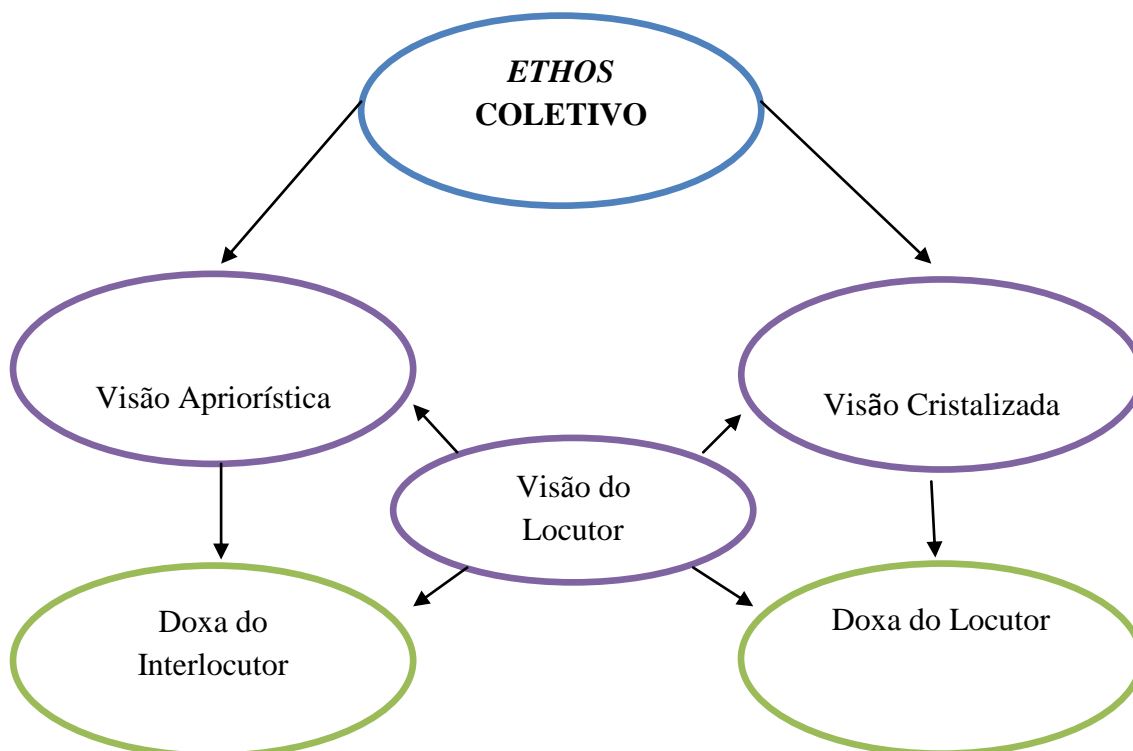 ETHOS
COLETIVO
Visão Apriorística
Visão Cristalizada
Visão do
Locutor
Doxa do
Interlocutor
Doxa do Locutor